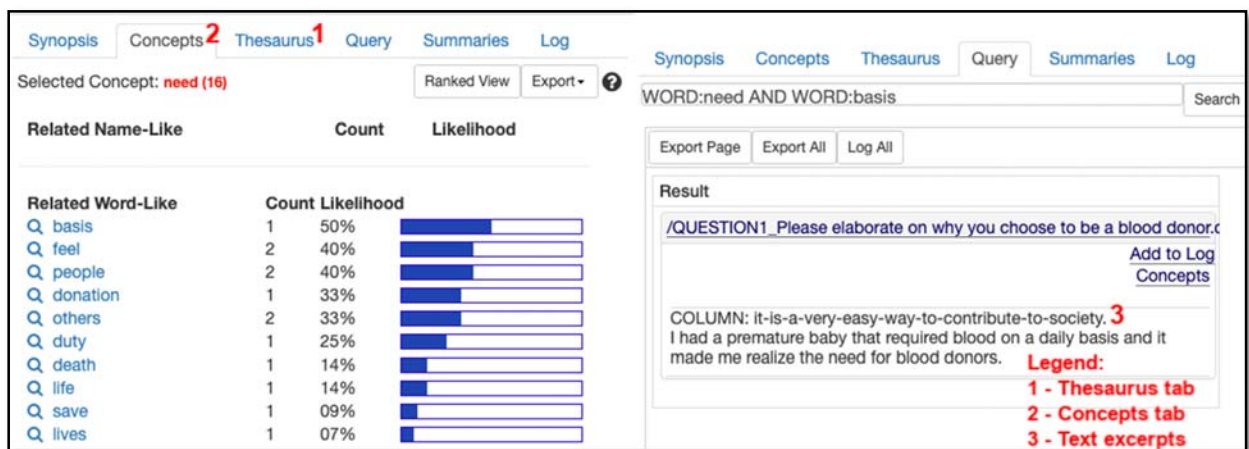 Synopsis Concepts 2 Thesaurus 1 Query Summaries Log
Selected Concept: need (16) Ranked View Export
Related Name-Like Count Likelihood
Related Word-Like Count Likelihood
basis 1 50%
feel 2 40%
people 2 40%
donation 1 33%
others 2 33%
duty 1 25%
death 1 14%
life 1 14%
save 1 09%
lives 1 07%
Synopsis Concepts Thesaurus Query Summaries Log
WORD:need AND WORD:basis Search
Export Page Export All Log All
Result
/QUESTION1_Please elaborate on why you choose to be a blood donor.c
Add to Log
Concepts
COLUMN: it-is-a-very-easy-way-to-contribute-to-society. 3
I had a premature baby that required blood on a daily basis and it
made me realize the need for blood donors.
Legend:
1 - Thesaurus tab
2 - Concepts tab
3 - Text excerpts